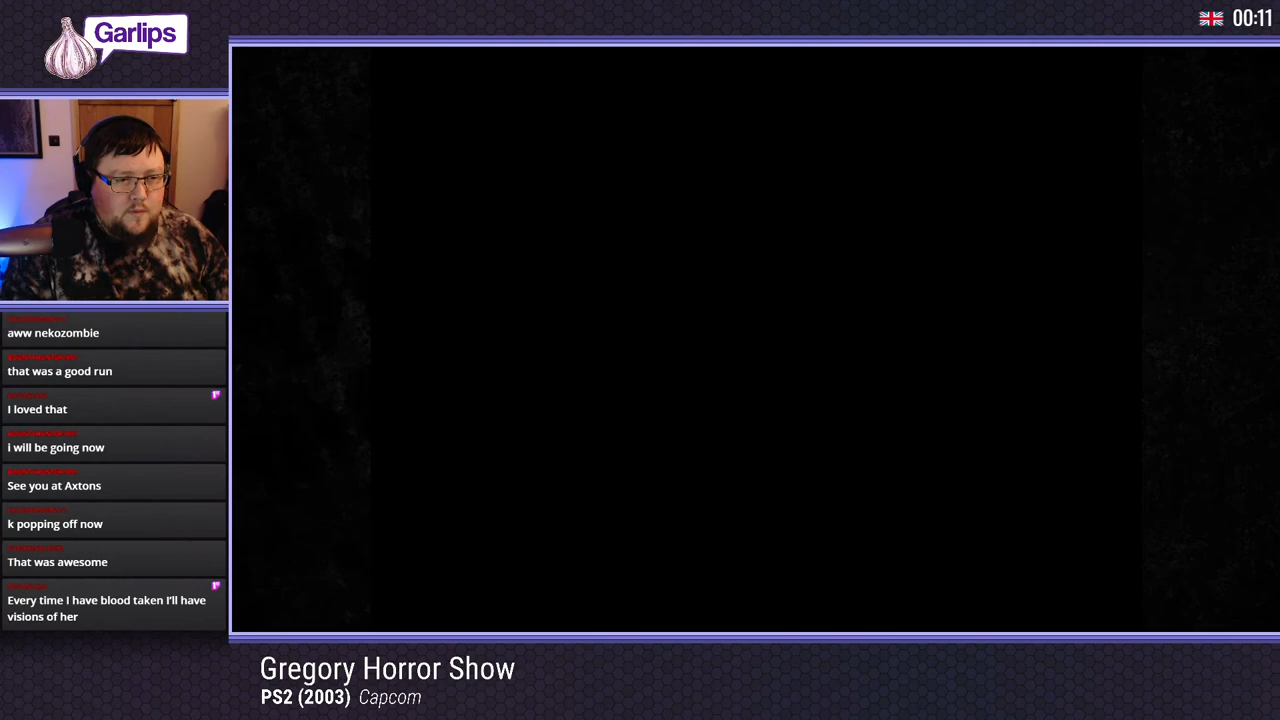 Garlips
00:11
aww nekozombie
that was a good run
I loved that
i will be going now
See you at Axtons
k popping off now
That was awesome
Every time I have blood taken I'll have
visions of her
Gregory Horror Show
PS2 (2003) Capcom